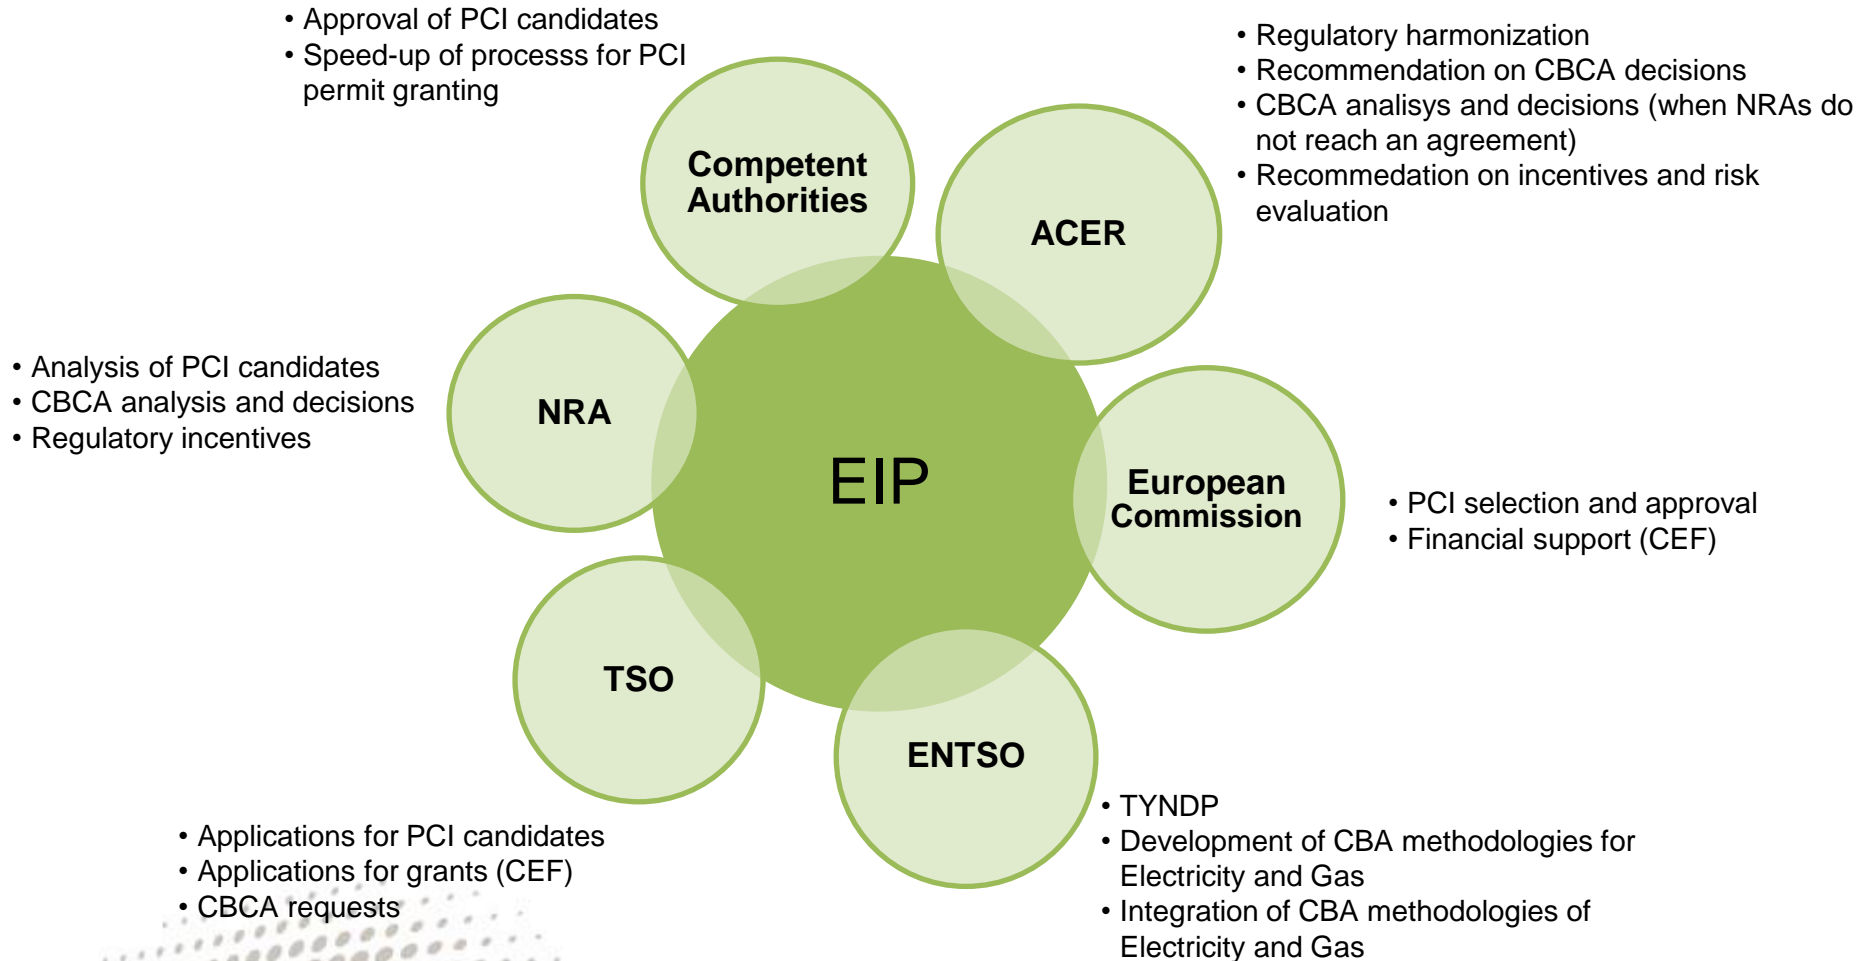 • Approval of PCI candidates
• Speed-up of processs for PCI
permit granting
• Regulatory harmonization
• Recommendation on CBCA decisions
• CBCA analisys and decisions (when NRAs do
not reach an agreement)
• Recommedation on incentives and risk
evaluation
Competent
Authorities
ACER
• Analysis of PCI candidates
• CBCA analysis and decisions
• Regulatory incentives
NRA
EIP
European
Commission
• PCI selection and approval
• Financial support (CEF)
TSO
ENTSO
• Applications for PCI candidates
• Applications for grants (CEF)
• CBCA requests
• TYNDP
• Development of CBA methodologies for
Electricity and Gas
• Integration of CBA methodologies of
Electricity and Gas